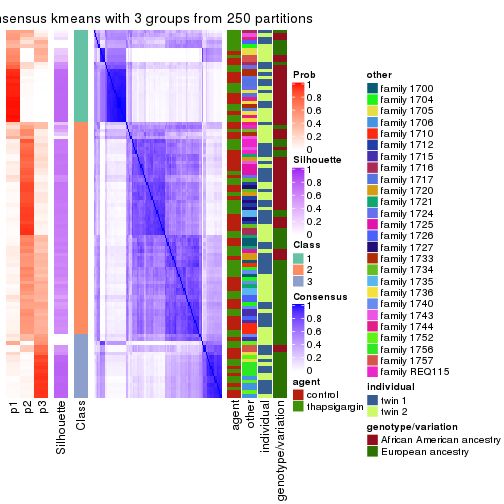 nsensus kmeans with 3 groups from 250 partitions
p1
p2
p3
Silhouette
Class
agent
other
individual
genotype/variation
Prob
1
0.8
0.6
0.4
0.2
0
Silhouette
1
0.8
0.6
0.4
0.2
0
Class
1
2
3
Consensus
1
0.8
0.6
0.4
0.2
0
agent
control
thapsigargin
other
family 1700
family 1704
family 1705
family 1706
family 1710
family 1712
family 1715
family 1716
family 1717
family 1720
family 1721
family 1724
family 1725
family 1726
family 1727
family 1733
family 1734
family 1735
family 1736
family 1740
family 1743
family 1744
family 1752
family 1756
family 1757
family REQ115
individual
twin 1
twin 2
genotype/variation
African American ancestry
European ancestry